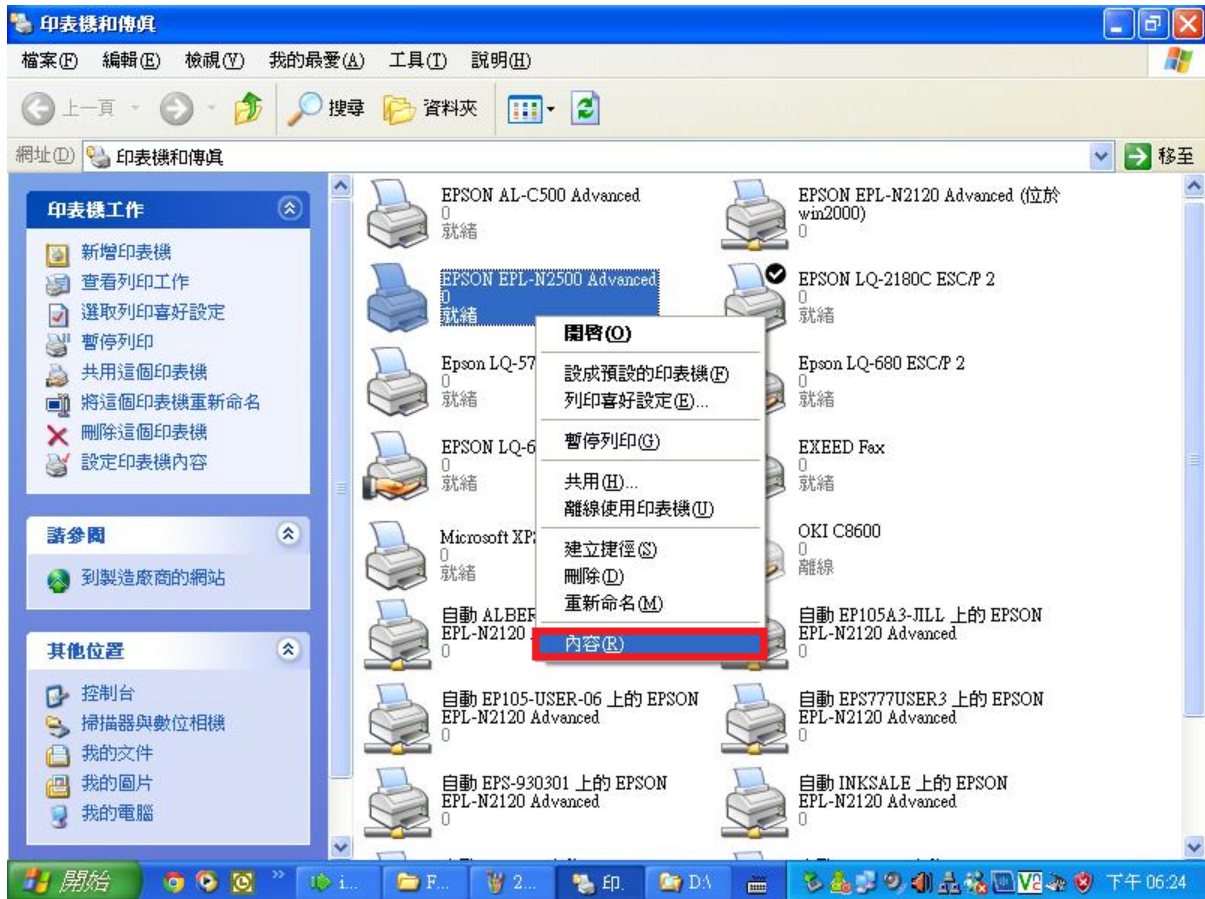 印表機和傳真
檔案(F) 編輯(E) 檢視(V) 我的最愛(A) 工具(T) 說明(H)
上一頁 搜尋 資料夾
網址(D) 印表機和傳真 移至
印表機工作
新增印表機
查看列印工作
選取列印喜好設定
暫停列印
共用這個印表機
將這個印表機重新命名
刪除這個印表機
設定印表機內容
請參閱
到製造廠商的網站
其他位置
控制台
掃描器與數位相機
我的文件
我的圖片
我的電腦
EPSON AL-C500 Advanced
0
就緒
EPSON EPL-N2120 Advanced (位於
win2000)
0
EPSON EPL-N2500 Advanced
0
就緒
EPSON LQ-2180C ESC/P 2
0
就緒
Epson LQ-57
0
就緒
Epson LQ-680 ESC/P 2
0
就緒
EPSON LQ-6
0
就緒
EXEED Fax
0
就緒
Microsoft XP
0
就緒
OKI C8600
0
離線
自動 ALBER
EPL-N2120
0
自動 EP105A3-JILL 上的 EPSON
EPL-N2120 Advanced
0
自動 EP105-USER-06 上的 EPSON
EPL-N2120 Advanced
0
自動 EPS777USER3 上的 EPSON
EPL-N2120 Advanced
0
自動 EPS-930301 上的 EPSON
EPL-N2120 Advanced
0
自動 INKSALE 上的 EPSON
EPL-N2120 Advanced
0
開啟(O)
設成預設的印表機(F)
列印喜好設定(E)...
暫停列印(G)
共用(H)...
離線使用印表機(U)
建立捷徑(S)
刪除(D)
重新命名(M)
內容(R)
開始 i... F... 2... 印. D:\ V2 下午 06:24